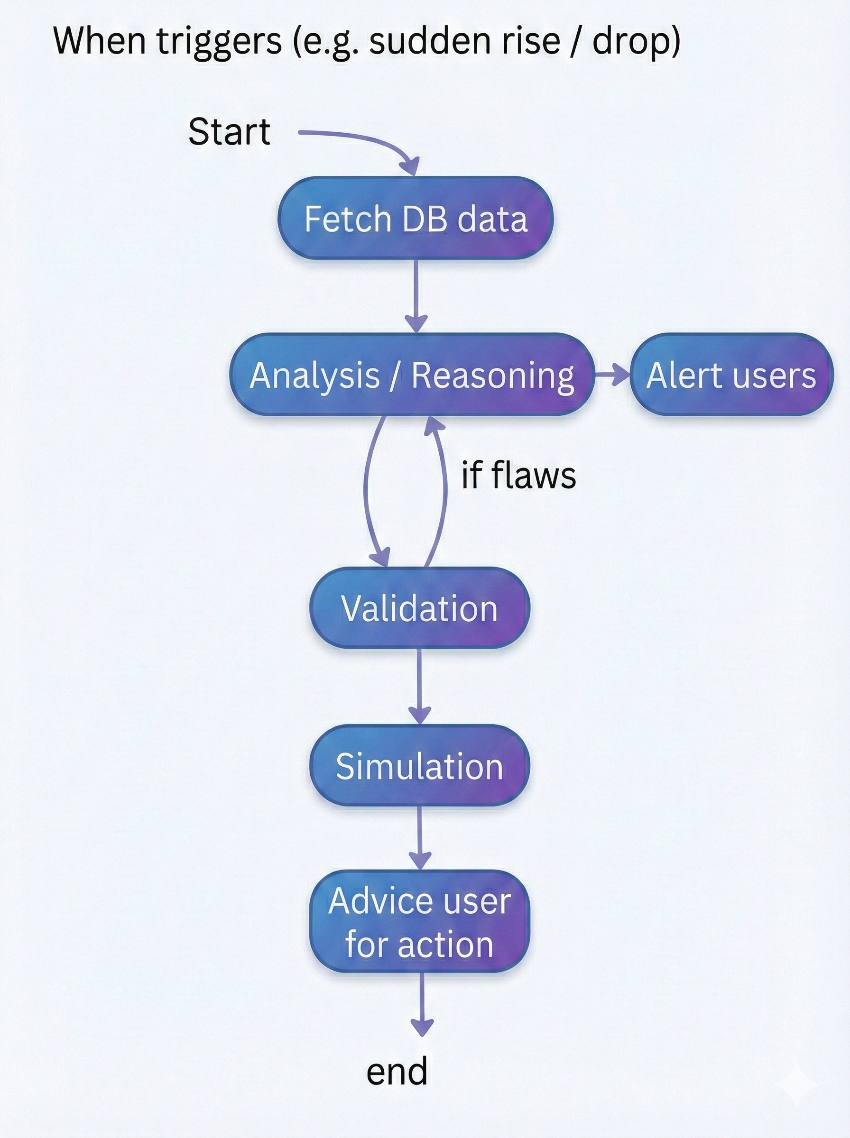 When triggers (e.g. sudden rise / drop)
Start
Fetch DB data
Analysis / Reasoning
Alert users
if flaws
Validation
Simulation
Advice user
for action
end